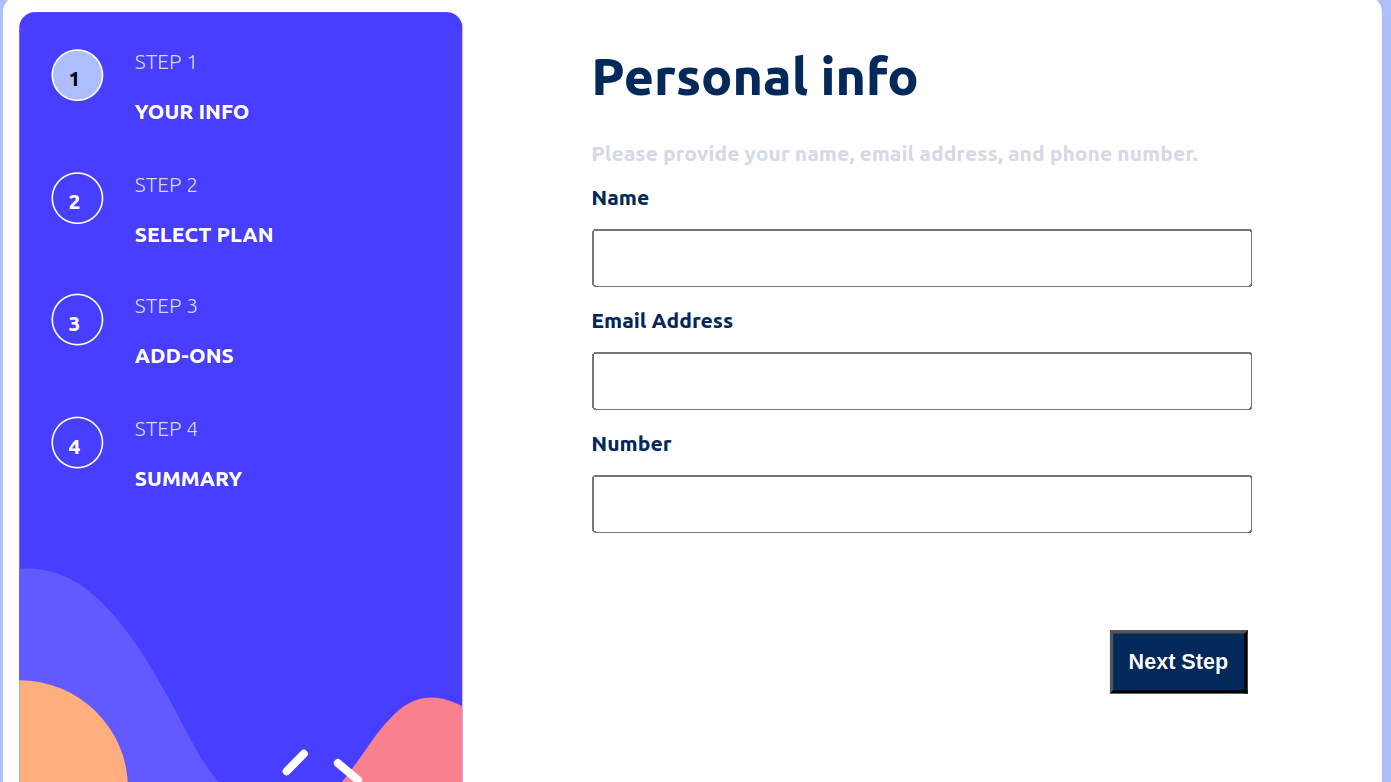 1
STEP 1
YOUR INFO
2
STEP 2
SELECT PLAN
3
STEP 3
ADD-ONS
4
STEP 4
SUMMARY
Personal info
Please provide your name, email address, and phone number.
Name
Email Address
Number
Next Step